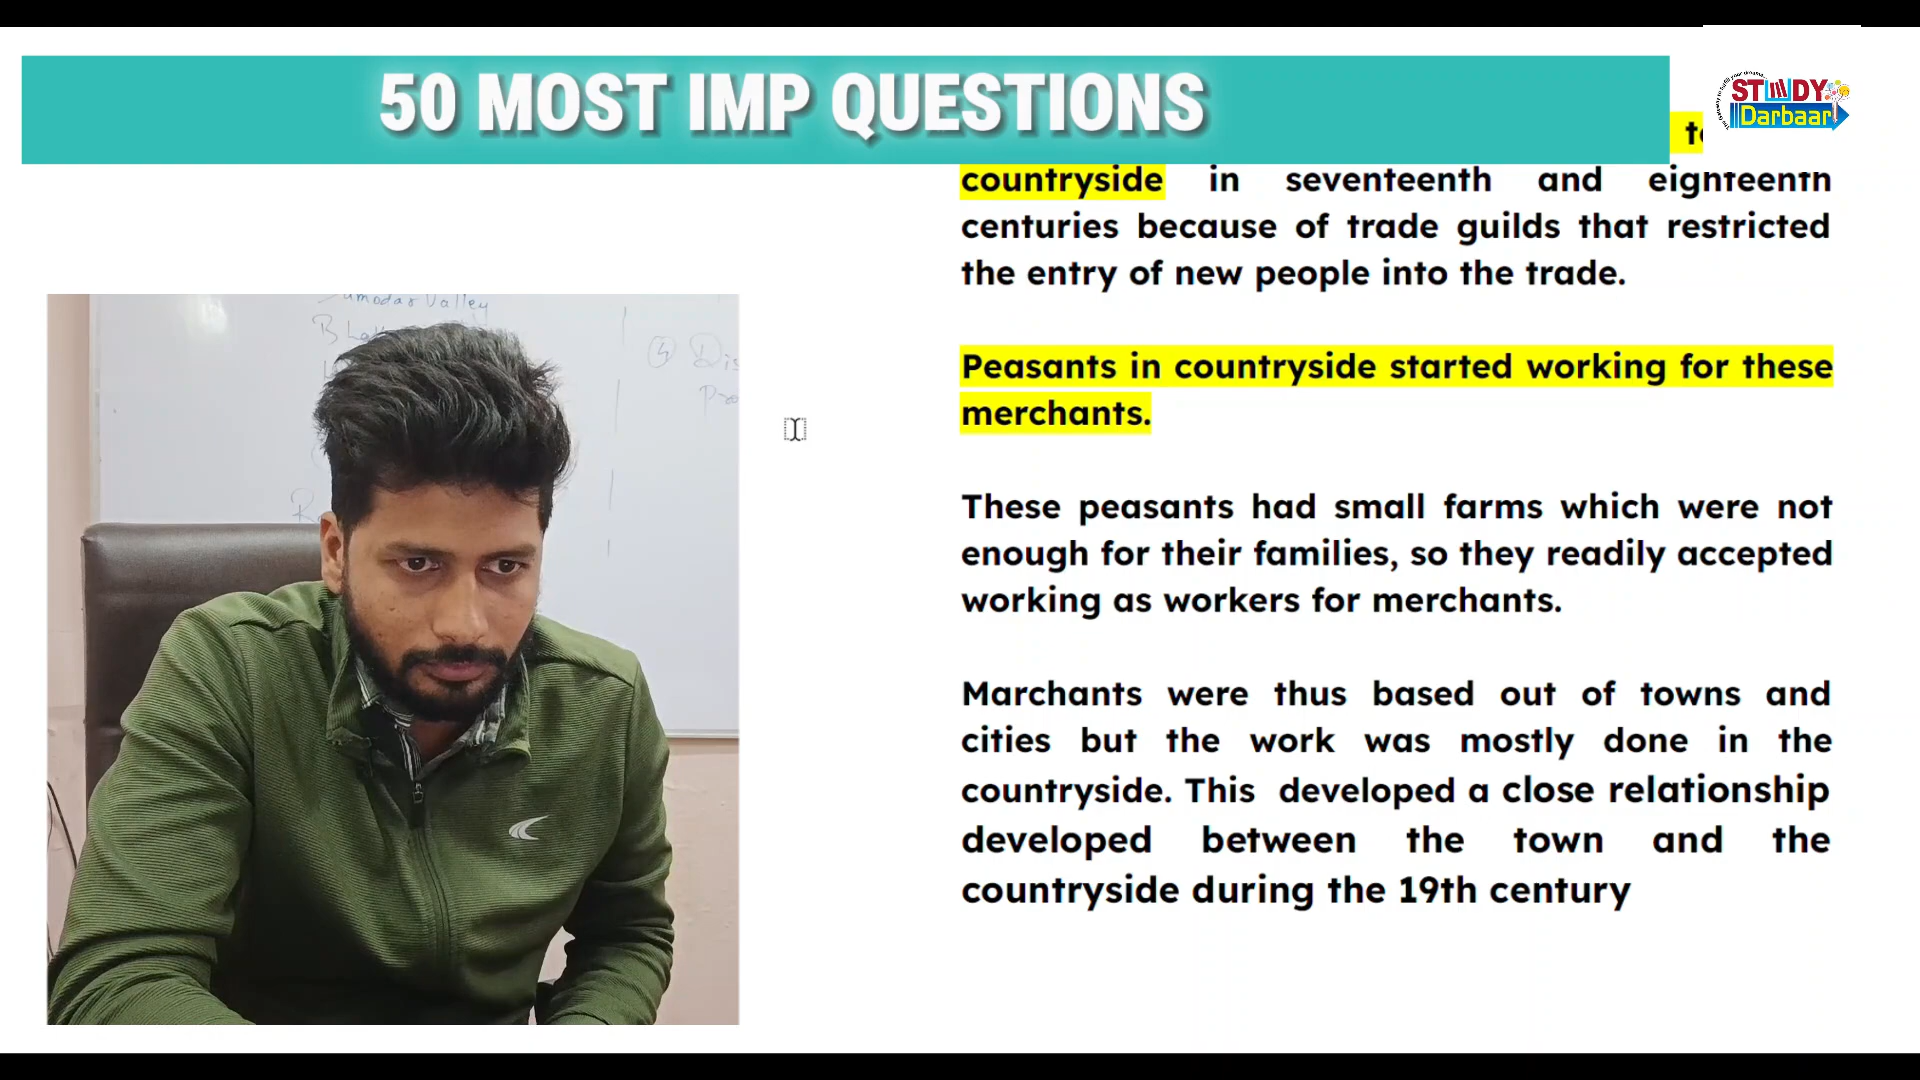 50 MOST IMP QUESTIONS
STUDY
Darbaar
countryside in seventeenth and eighteenth
centuries because of trade guilds that restricted
the entry of new people into the trade.
Peasants in countryside started working for these
merchants.
These peasants had small farms which were not
enough for their families, so they readily accepted
working as workers for merchants.
Marchants were thus based out of towns and
cities but the work was mostly done in the
countryside. This developed a close relationship
developed between the town and the
countryside during the 19th century
Valley